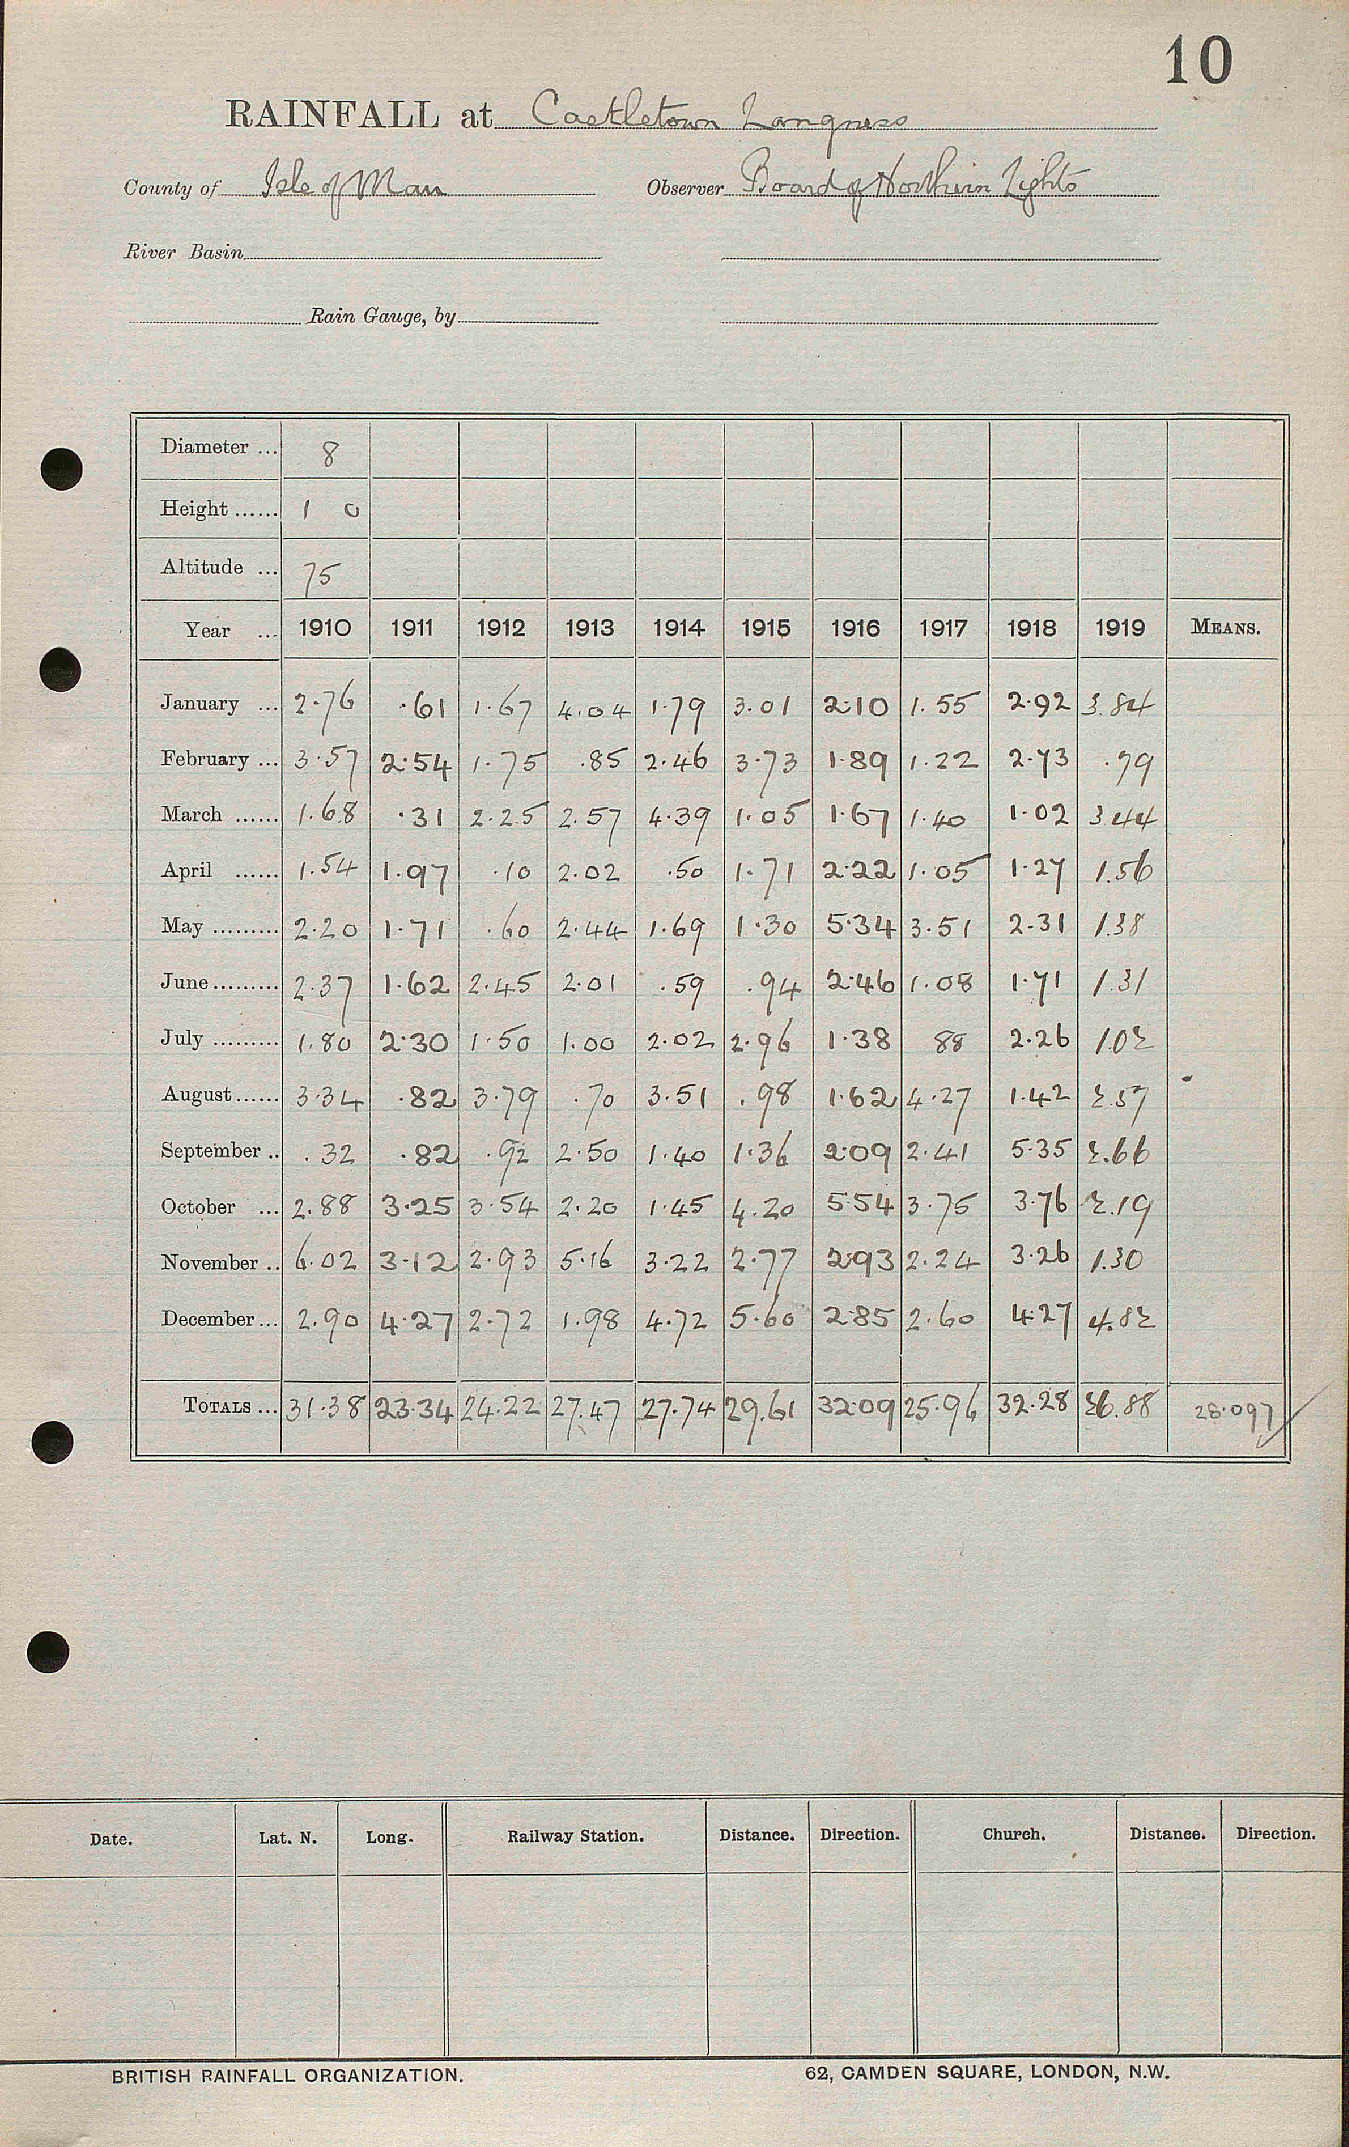 10
RAINFALL at Castletown Langness
County of Isle of Man Observer Board of Northern Lights
River Basin
Rain Gauge, by
Diameter ... 8
Height ...... 1 0
Altitude ... 75
Year ... 1910 1911 1912 1913 1914 1915 1916 1917 1918 1919 MEANS.
January ... 2.76 .61 1.67 4.04 1.79 3.01 2.10 1.55 2.92 3.84
February ... 3.57 2.54 1.75 .85 2.46 3.73 1.89 1.22 2.73 .79
March ...... 1.68 .31 2.25 2.57 4.39 1.05 1.67 1.40 1.02 3.44
April ...... 1.54 1.97 .10 2.02 .50 1.71 2.22 1.05 1.27 1.56
May ......... 2.20 1.71 .60 2.44 1.69 1.30 5.34 3.51 2.31 1.38
June ......... 2.37 1.62 2.45 2.01 .59 .94 2.46 1.08 1.71 1.31
July ......... 1.80 2.30 1.50 1.00 2.02 2.96 1.38 88 2.26 1.02
August ...... 3.34 .82 3.79 .70 3.51 .98 1.62 4.27 1.42 2.57
September .. .32 .82 .92 2.50 1.40 1.36 2.09 2.41 5.35 2.66
October ... 2.88 3.25 3.54 2.20 1.45 4.20 5.54 3.75 3.76 2.19
November .. 6.02 3.12 2.93 5.16 3.22 2.77 2.93 2.24 3.26 1.30
December ... 2.90 4.27 2.72 1.98 4.72 5.60 2.85 2.60 4.27 4.82
TOTALS ... 31.38 23.34 24.22 27.47 27.74 29.61 32.09 25.96 32.28 26.88 28.097
Date. Lat. N. Long. Railway Station. Distance. Direction. Church. Distance. Direction.
BRITISH RAINFALL ORGANIZATION. 62, CAMDEN SQUARE, LONDON, N.W.